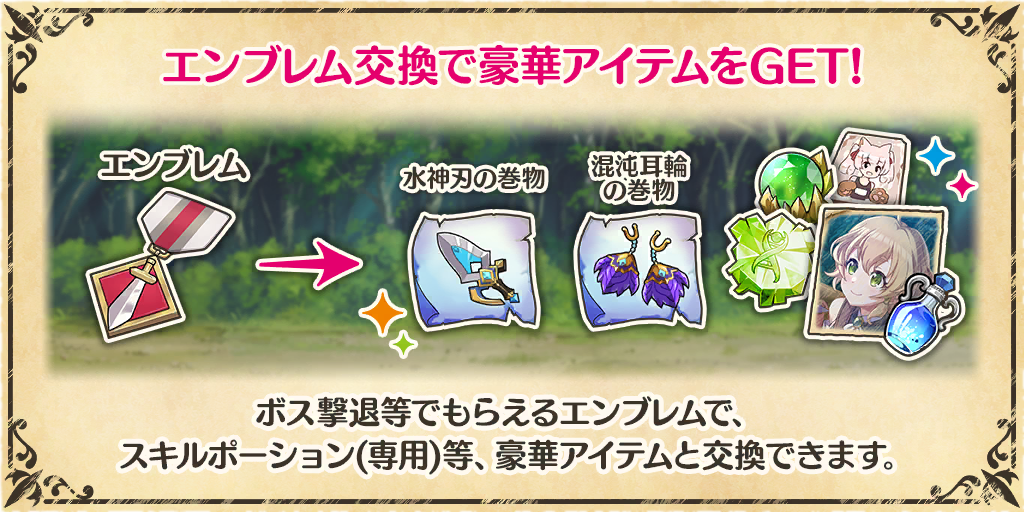 エンブレム交換で豪華アイテムをGET!
エンブレム
水神刃の巻物
混沌耳輪
の巻物
ボス撃退等でもらえるエンブレムで、
スキルポーション(専用)等、豪華アイテムと交換できます。